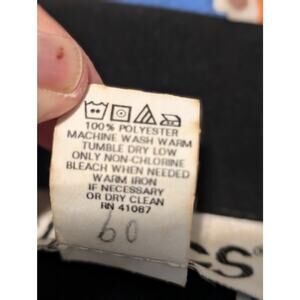 100% POLYESTER
MACHINE WASH WARM
TUMBLE DRY LOW
ONLY NON-CHLORINE
BLEACH WHEN NEEDED
WARM IRON
IF NECESSARY
OR DRY CLEAN
RN 41087
60